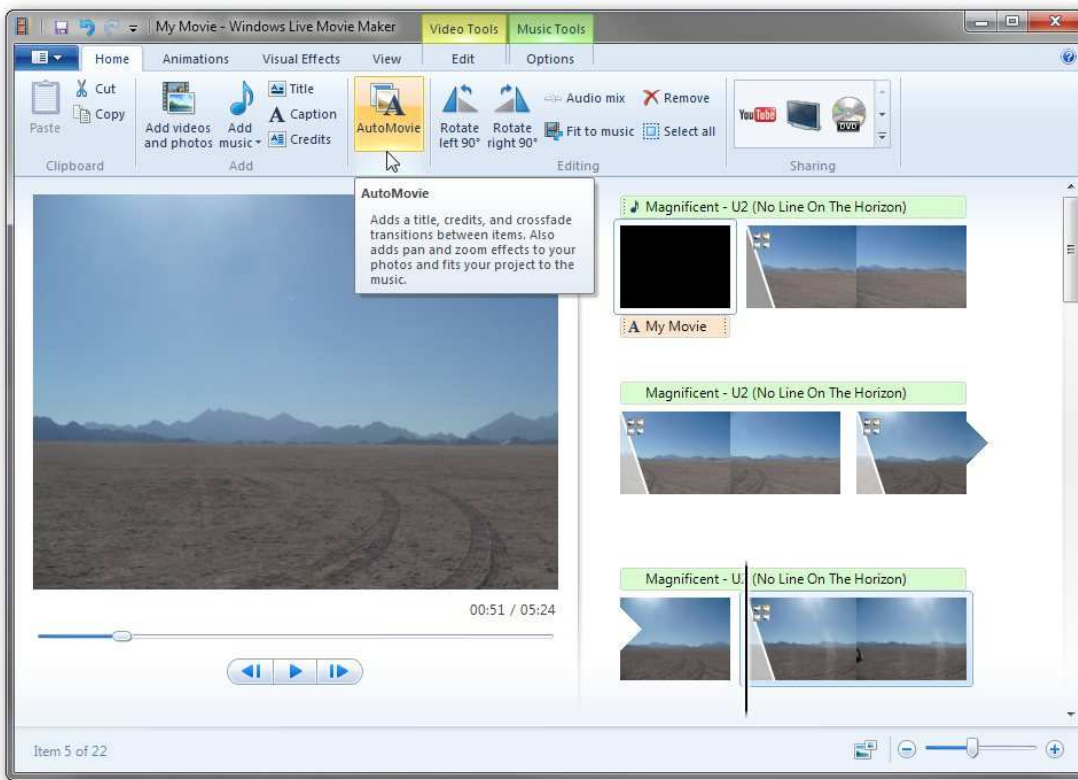 My Movie - Windows Live Movie Maker
Video Tools
Music Tools
Home
Animations
Visual Effects
View
Edit
Options
Paste
Cut
Copy
Clipboard
Add videos
and photos
Add
music
Title
Caption
Credits
Add
AutoMovie
Rotate
left 90°
Rotate
right 90°
Audio mix
Fit to music
Remove
Select all
Editing
YouTube
DVD
Sharing
AutoMovie
Adds a title, credits, and crossfade
transitions between items. Also
adds pan and zoom effects to your
photos and fits your project to the
music.
Magnificent - U2 (No Line On The Horizon)
A My Movie
Magnificent - U2 (No Line On The Horizon)
Magnificent - U2 (No Line On The Horizon)
00:51 / 05:24
Item 5 of 22